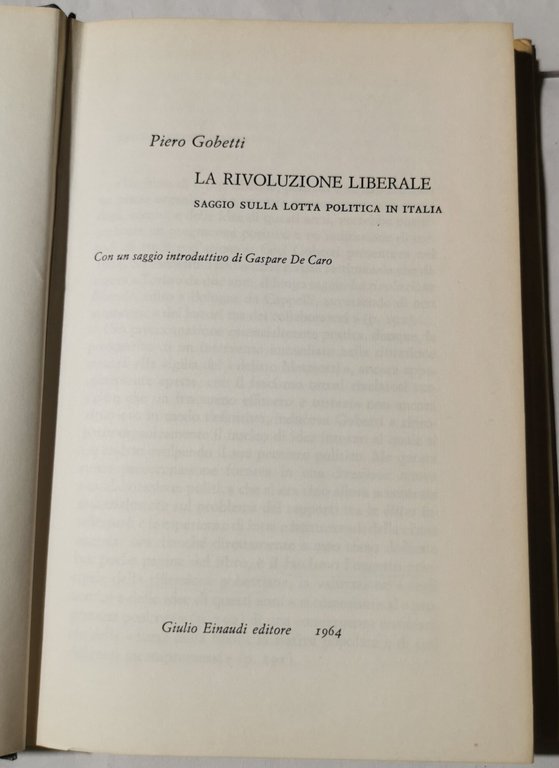 Piero Gobetti
LA RIVOLUZIONE LIBERALE
SAGGIO SULLA LOTTA POLITICA IN ITALIA
Con un saggio introduttivo di Gaspare De Caro
Giulio Einaudi editore 1964